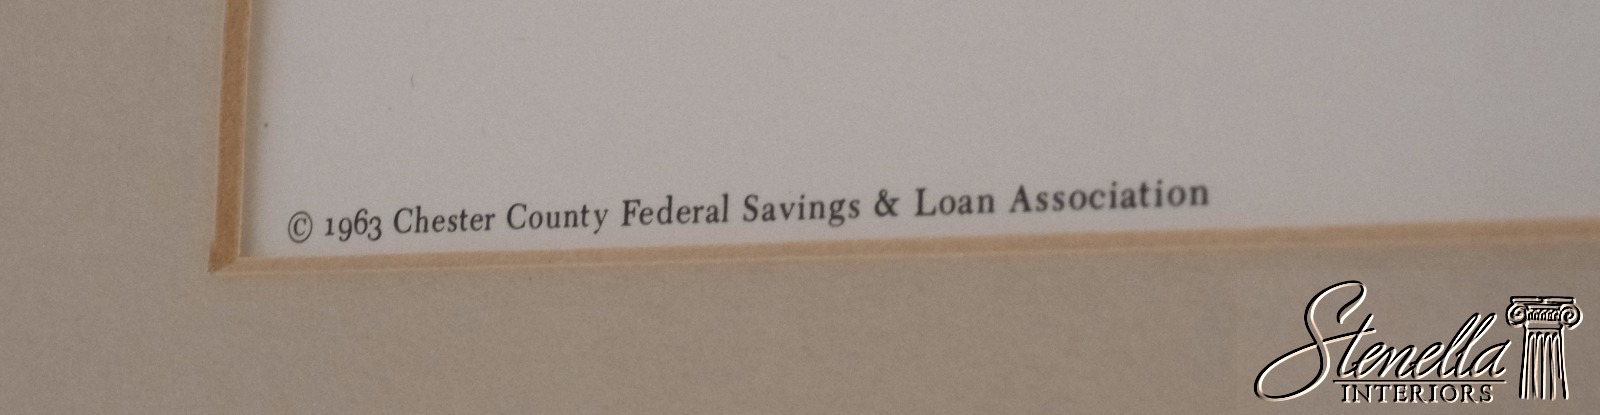 © 1963 Chester County Federal Savings & Loan Association
Stenella
INTERIORS